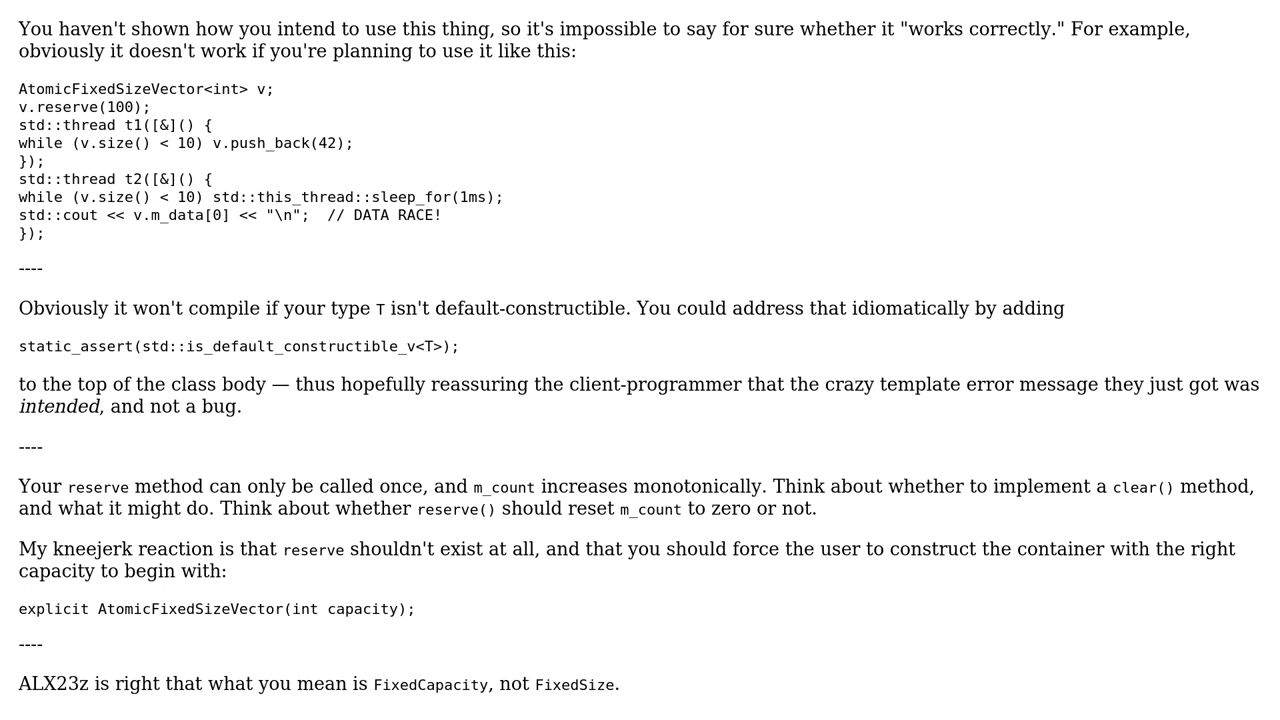 You haven't shown how you intend to use this thing, so it's impossible to say for sure whether it "works correctly." For example,
obviously it doesn't work if you're planning to use it like this:
AtomicFixedSizeVector<int> v;
v.reserve(100);
std::thread t1([&]() {
while (v.size() < 10) v.push_back(42);
});
std::thread t2([&]() {
while (v.size() < 10) std::this_thread::sleep_for(1ms);
std::cout << v.m_data[0] << "\n";  // DATA RACE!
});
----
Obviously it won't compile if your type T isn't default-constructible. You could address that idiomatically by adding
static_assert(std::is_default_constructible_v<T>);
to the top of the class body — thus hopefully reassuring the client-programmer that the crazy template error message they just got was
intended, and not a bug.
----
Your reserve method can only be called once, and m_count increases monotonically. Think about whether to implement a clear() method,
and what it might do. Think about whether reserve() should reset m_count to zero or not.
My kneejerk reaction is that reserve shouldn't exist at all, and that you should force the user to construct the container with the right
capacity to begin with:
explicit AtomicFixedSizeVector(int capacity);
----
ALX23z is right that what you mean is FixedCapacity, not FixedSize.